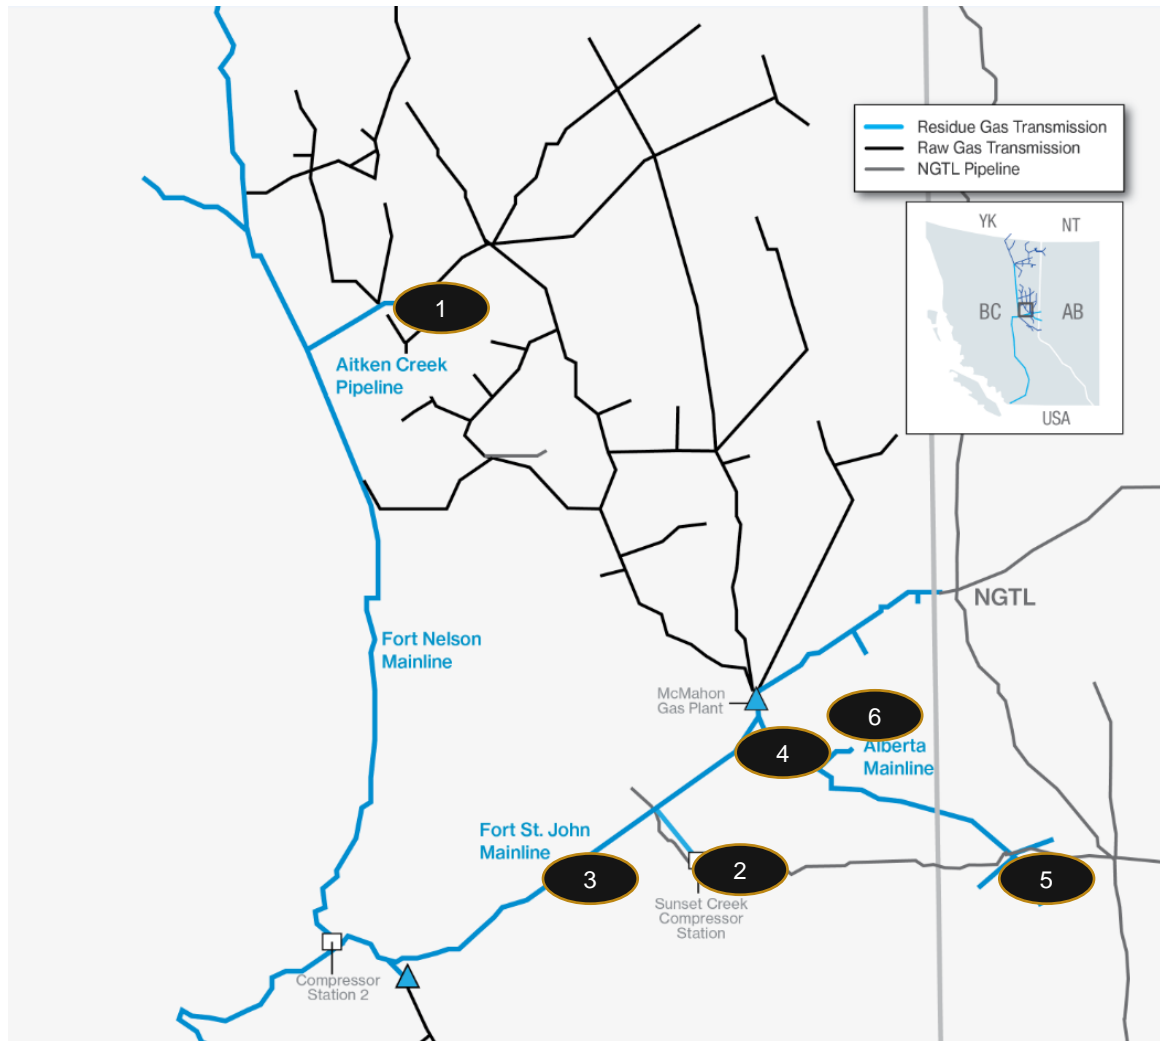 Residue Gas Transmission
Raw Gas Transmission
NGTL Pipeline
YK
NT
BC
AB
USA
1
Aitken Creek
Pipeline
Fort Nelson
Mainline
NGTL
McMahon
Gas Plant
6
4
Alberta
Mainline
Fort St. John
Mainline
3
2
5
Sunset Creek
Compressor
Station
Compressor
Station 2